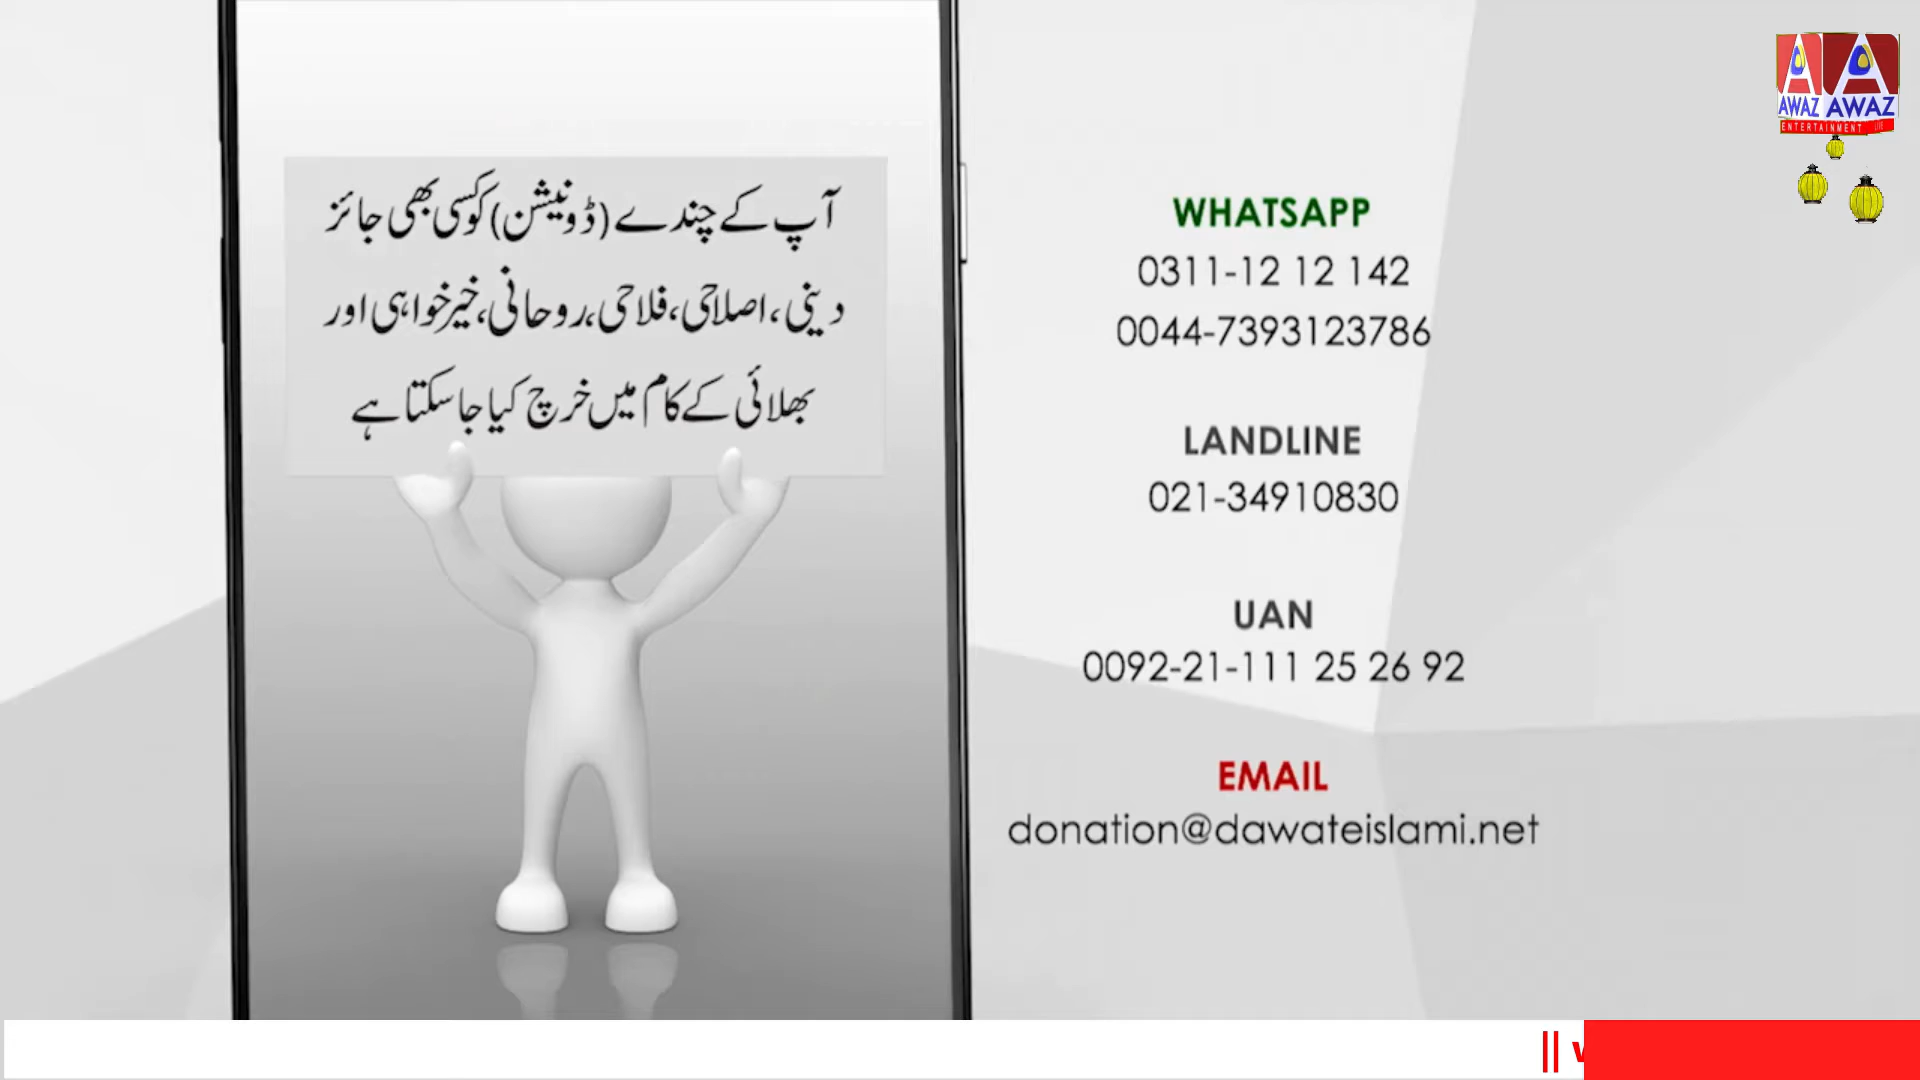 آپ کے چندے (ڈونیشن) کو کسی بھی جائز
دینی، اصلاحی، فلاحی، روحانی، خیرخواہی اور
بھلائی کے کام میں خرچ کیا جاسکتا ہے
WHATSAPP
0311-12 12 142
0044-7393123786
LANDLINE
021-34910830
UAN
0092-21-111 25 26 92
EMAIL
donation@dawateislami.net
AWAZ AWAZ
ENTERTAINMENT
||